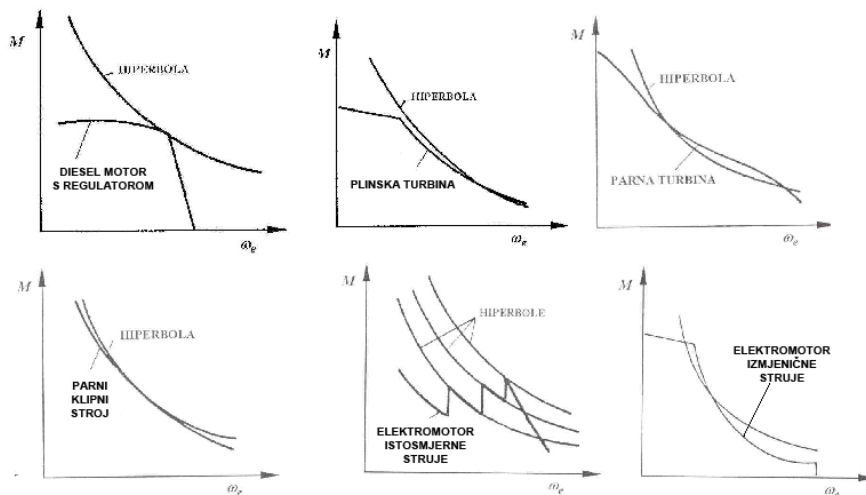 M
HIPERBOLA
DIESEL MOTOR
S REGULATOROM
ωe
M
HIPERBOLA
PLINSKA TURBINA
ωe
M
HIPERBOLA
PARNA TURBINA
ωe
M
HIPERBOLA
PARNI
KLIPNI
STROJ
ωe
M
HIPERBOLE
ELEKTROMOTOR
ISTOSMJERNE
STRUJE
ωe
M
ELEKTROMOTOR
IZMJENIČNE
STRUJE